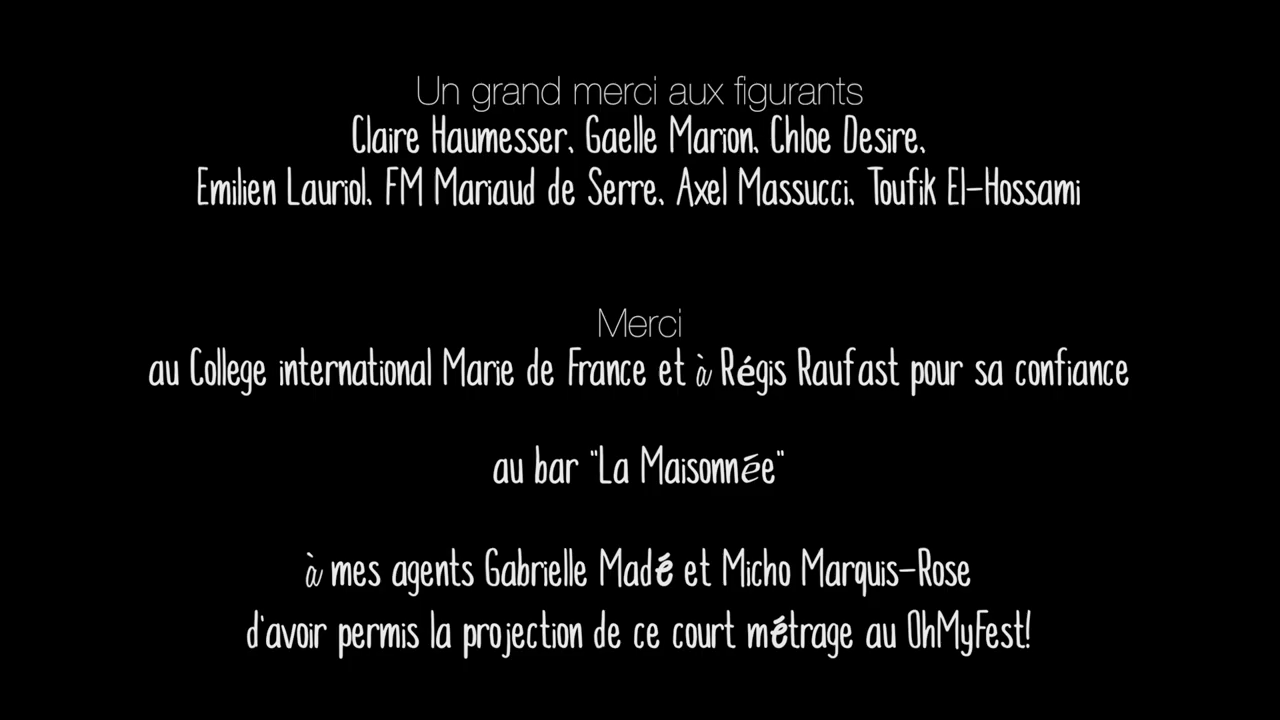 Un grand merci aux figurants
Claire Haumesser, Gaelle Marion, Chloe Desire,
Emilien Lauriol, FM Mariaud de Serre, Axel Massucci, Toufik El-Hossami
Merci
au College international Marie de France et à Régis Raufast pour sa confiance
au bar "La Maisonnée"
à mes agents Gabrielle Madé et Micho Marquis-Rose
d'avoir permis la projection de ce court métrage au OhMyFest!